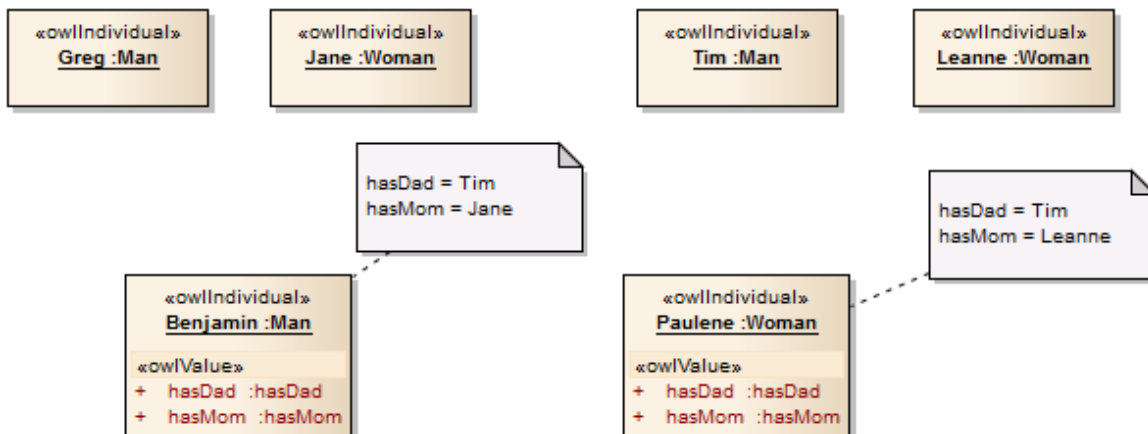 «owlIndividual»
Greg :Man
«owlIndividual»
Jane :Woman
«owlIndividual»
Tim :Man
«owlIndividual»
Leanne :Woman
hasDad = Tim
hasMom = Jane
hasDad = Tim
hasMom = Leanne
«owlIndividual»
Benjamin :Man
«owlValue»
+ hasDad :hasDad
+ hasMom :hasMom
«owlIndividual»
Paulene :Woman
«owlValue»
+ hasDad :hasDad
+ hasMom :hasMom